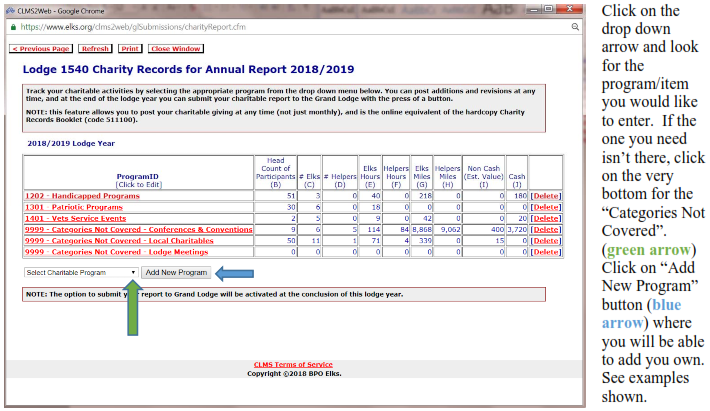 CLMS2Web - Google Chrome
https://www.elks.org/clms2web/glSubmissions/charityReport.cfm
< Previous Page Refresh Print Close Window
Lodge 1540 Charity Records for Annual Report 2018/2019
Track your charitable activities by selecting the appropriate program from the drop down menu below. You can post additions and revisions at any
time, and at the end of the lodge year you can submit your charitable report to the Grand Lodge with the press of a button.
NOTE: this feature allows you to post your charitable giving at any time (not just monthly), and is the online equivalent of the hardcopy Charity
Records Booklet (code 511100).
2018/2019 Lodge Year
ProgramID [Click to Edit] Head Count of Participants (B) # Elks (C) # Helpers (D) Elks Hours (E) Helpers Hours (F) Elks Miles (G) Helpers Miles (H) Non Cash (Est. Value) (I) Cash (J)
1202 - Handicapped Programs 51 3 0 40 0 218 0 0 180 [Delete]
1301 - Patriotic Programs 30 6 0 18 0 0 0 0 0 [Delete]
1401 - Vets Service Events 2 5 0 9 0 42 0 0 20 [Delete]
9999 - Categories Not Covered - Conferences & Conventions 9 6 5 114 84 8,868 9,062 400 3,720 [Delete]
9999 - Categories Not Covered - Local Charitables 50 11 1 71 4 339 0 15 0 [Delete]
9999 - Categories Not Covered - Lodge Meetings 0 0 0 0 0 0 0 0 0 [Delete]
Select Charitable Program Add New Program
NOTE: The option to submit your report to Grand Lodge will be activated at the conclusion of this lodge year.
CLMS Terms of Service
Copyright ©2018 BPO Elks.
Click on the
drop down
arrow and look
for the
program/item
you would like
to enter. If the
one you need
isn't there, click
on the very
bottom for the
“Categories Not
Covered”.
(green arrow)
Click on “Add
New Program”
button (blue
arrow) where
you will be able
to add you own.
See examples
shown.